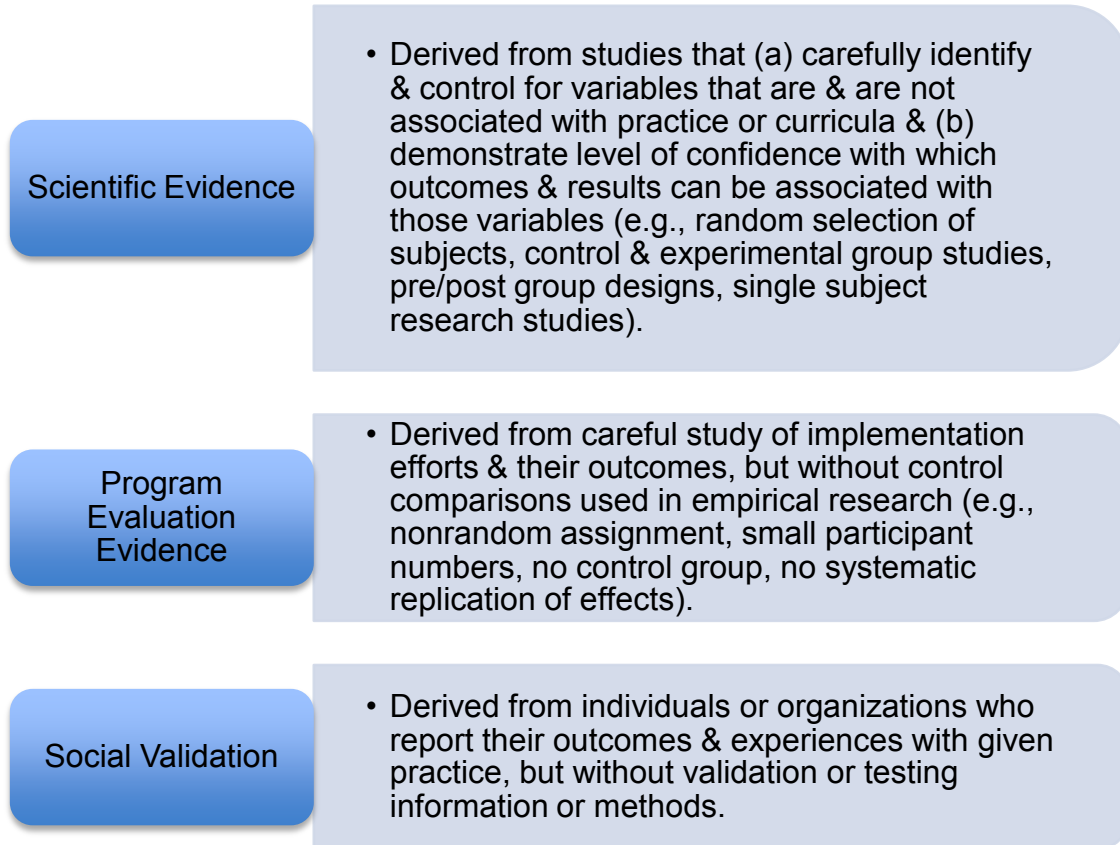 Scientific Evidence
• Derived from studies that (a) carefully identify
& control for variables that are & are not
associated with practice or curricula & (b)
demonstrate level of confidence with which
outcomes & results can be associated with
those variables (e.g., random selection of
subjects, control & experimental group studies,
pre/post group designs, single subject
research studies).
Program
Evaluation
Evidence
• Derived from careful study of implementation
efforts & their outcomes, but without control
comparisons used in empirical research (e.g.,
nonrandom assignment, small participant
numbers, no control group, no systematic
replication of effects).
Social Validation
• Derived from individuals or organizations who
report their outcomes & experiences with given
practice, but without validation or testing
information or methods.